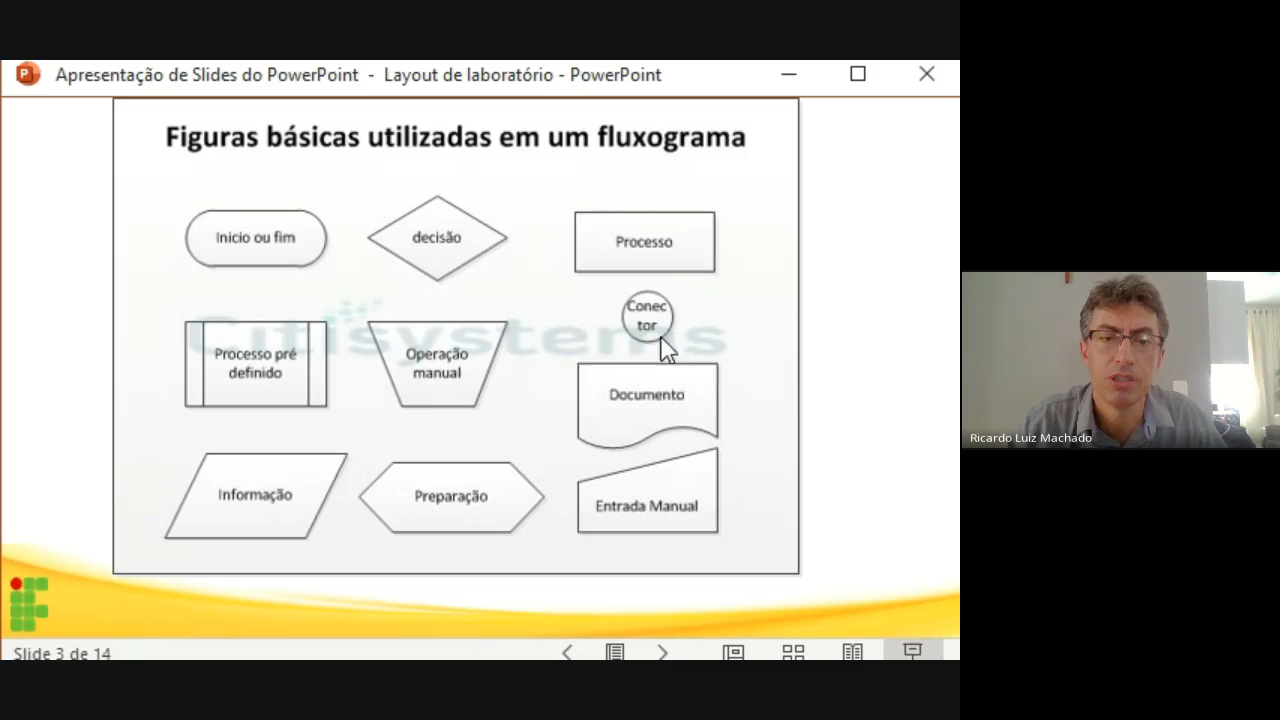 Apresentação de Slides do PowerPoint - Layout de laboratório - PowerPoint
Figuras básicas utilizadas em um fluxograma
Inicio ou fim
decisão
Processo
Conec
tor
Citisystems
Processo pré
definido
Operação
manual
Documento
Informação
Preparação
Entrada Manual
Ricardo Luiz Machado
Slide 3 de 14